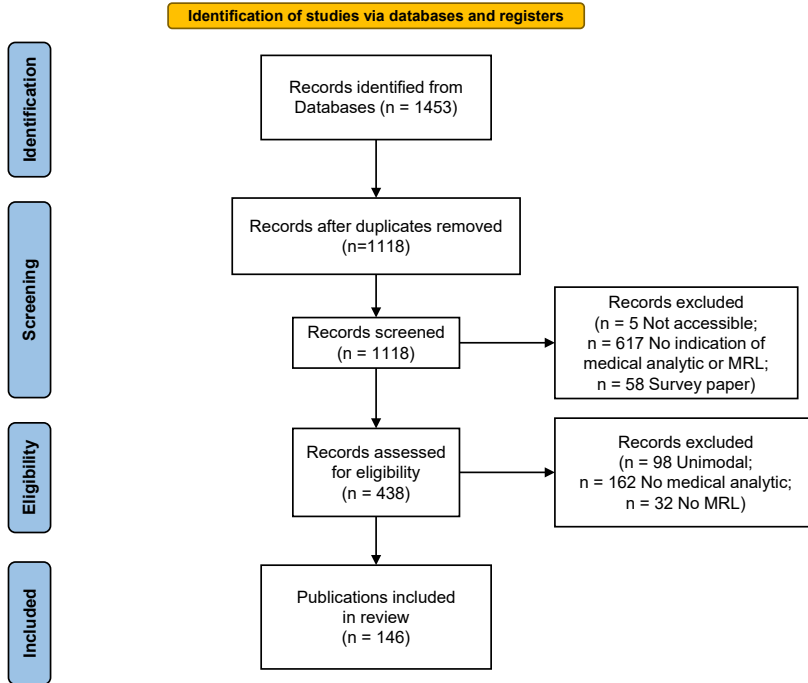 Identification of studies via databases and registers
Identification
Records identified from
Databases (n = 1453)
Screening
Records after duplicates removed
(n=1118)
Records screened
(n = 1118)
Records excluded
(n = 5 Not accessible;
n = 617 No indication of
medical analytic or MRL;
n = 58 Survey paper)
Eligibility
Records assessed
for eligibility
(n = 438)
Records excluded
(n = 98 Unimodal;
n = 162 No medical analytic;
n = 32 No MRL)
Included
Publications included
in review
(n = 146)